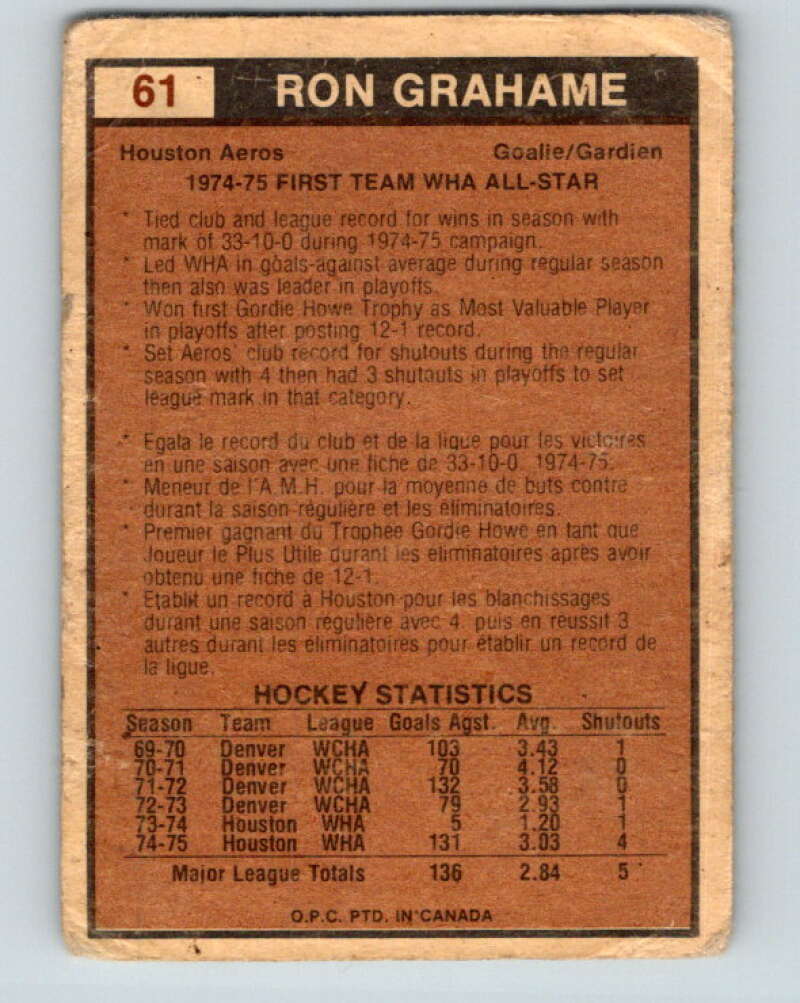 61 RON GRAHAME
Houston Aeros Goalie/Gardien
1974-75 FIRST TEAM WHA ALL-STAR
* Tied club and league record for wins in season with
mark of 33-10-0 during 1974-75 campaign.
* Led WHA in goals-against average during regular season
then also was leader in playoffs.
* Won first Gordie Howe Trophy as Most Valuable Player
in playoffs after posting 12-1 record.
* Set Aeros' club record for shutouts during the regular
season with 4 then had 3 shutouts in playoffs to set
league mark in that category.
* Egala le record du club et de la ligue pour les victoires
en une saison avec une fiche de 33-10-0. 1974-75.
* Meneur de l'A.M.H. pour la moyenne de buts contre
durant la saison régulière et les éliminatoires.
* Premier gagnant du Trophee Gordie Howe en tant que
Joueur le Plus Utile durant les eliminatoires après avoir
obtenu une fiche de 12-1.
* Etablit un record à Houston pour les blanchissages
durant une saison régulière avec 4. puis en reussit 3
autres durant les éliminatoires pour établir un record de
la ligue.
HOCKEY STATISTICS
Season Team League Goals Agst. Avg. Shutouts
69-70 Denver WCHA 103 3.43 1
70-71 Denver WCHA 70 4.12 0
71-72 Denver WCHA 132 3.58 0
72-73 Denver WCHA 79 2.93 1
73-74 Houston WHA 5 1.20 1
74-75 Houston WHA 131 3.03 4
Major League Totals 136 2.84 5
O.P.C. PTD. IN CANADA